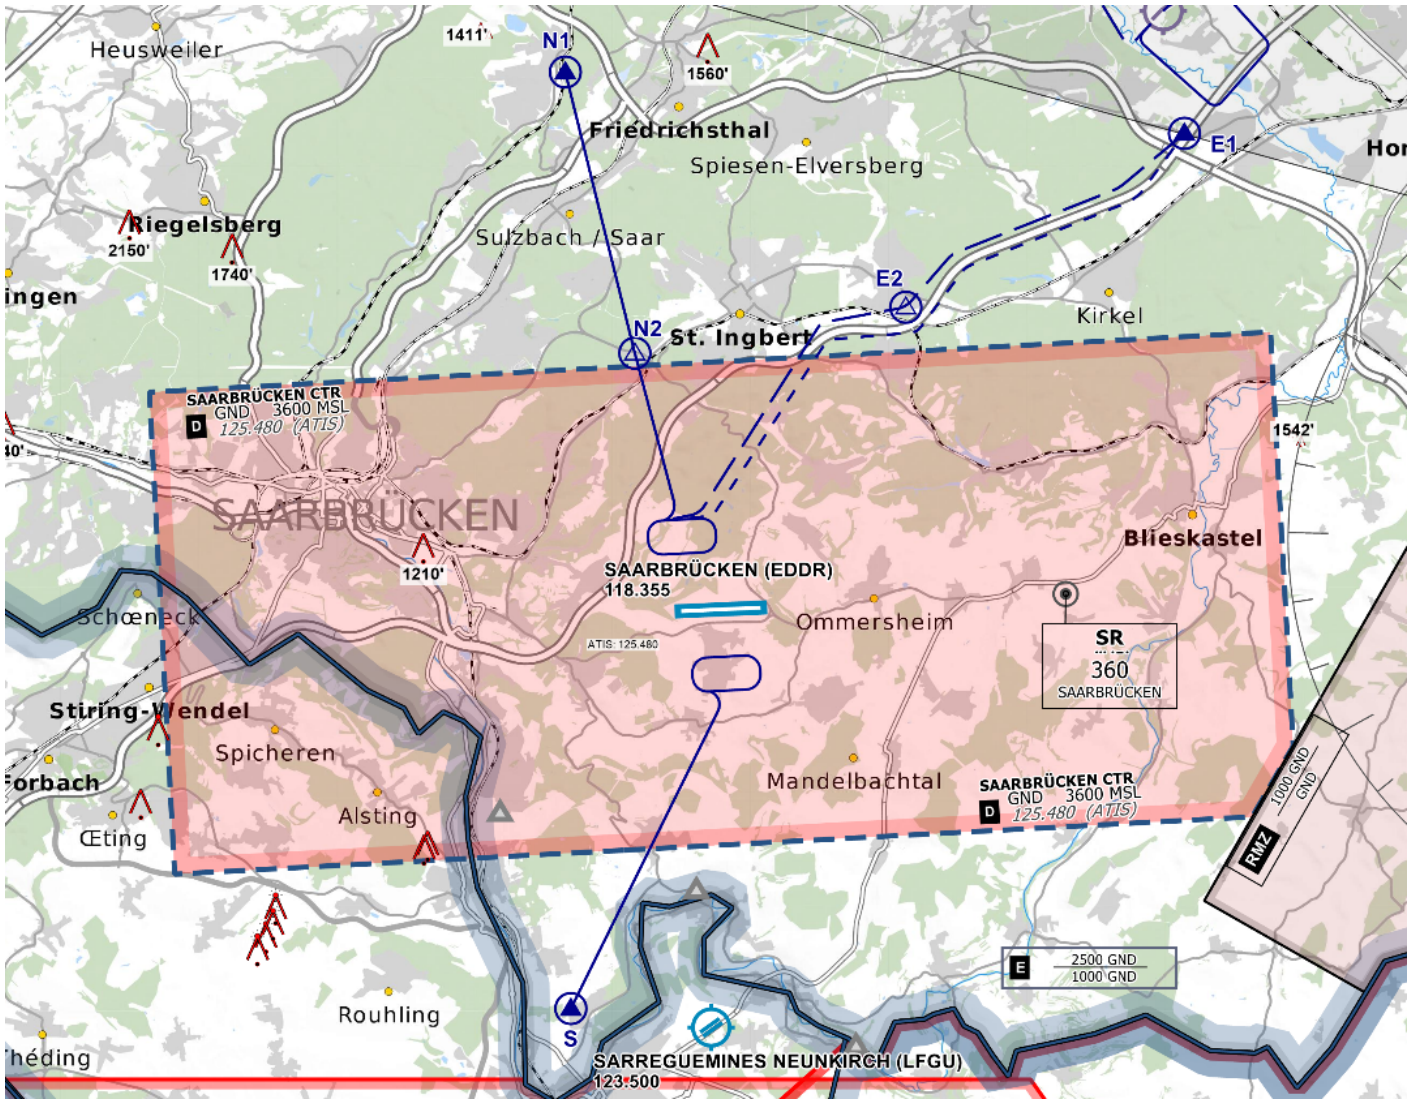 1411'
N1
Heusweiler
1560'
Friedrichsthal
E1
Hor
Spiesen-Elversberg
Riegelsberg
2150'
Sulzbach / Saar
1740'
E2
ingen
Kirkel
N2
St. Ingbert
SAARBRÜCKEN CTR
D
GND 3600 MSL
125.480 (ATIS)
1542'
40'
SAARBRÜCKEN
Blieskastel
1210'
SAARBRÜCKEN (EDDR)
118.355
Schœneck
Ommersheim
ATIS: 125.480
SR
360
SAARBRÜCKEN
Stiring-Wendel
Spicheren
Forbach
Mandelbachtal
SAARBRÜCKEN CTR
D
GND 3600 MSL
125.480 (ATIS)
1000 GND
GND
RMZ
Alsting
Œting
E
2500 GND
1000 GND
Rouhling
S
SARREGUEMINES NEUNKIRCH (LFGU)
123.500
héding